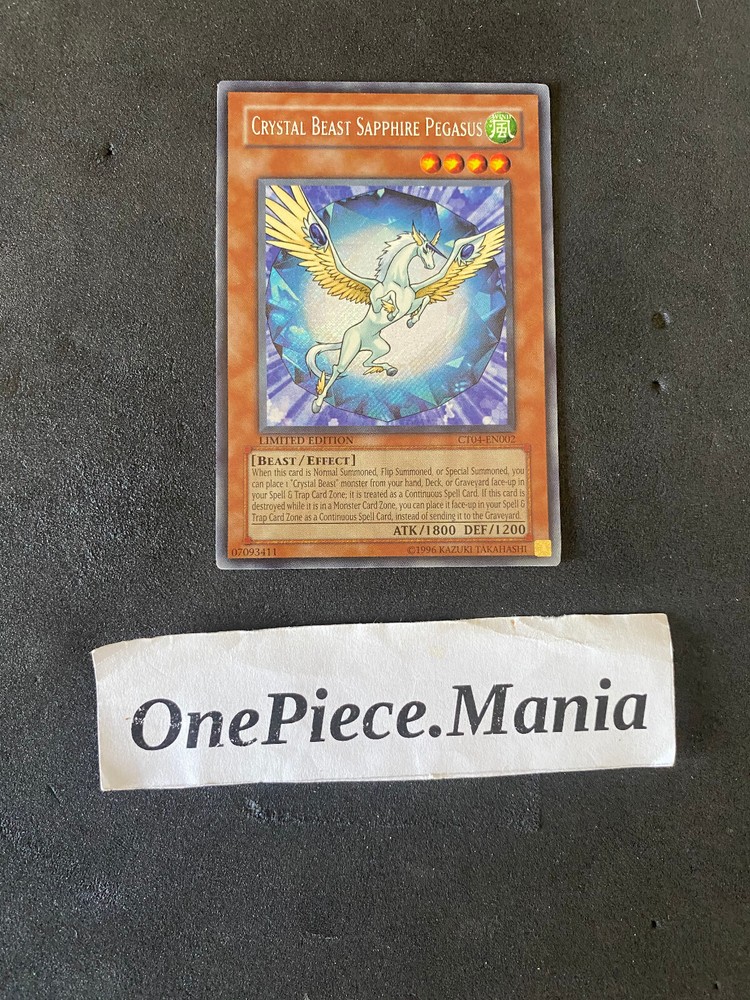 CRYSTAL BEAST SAPPHIRE PEGASUS
WIND
風
LIMITED EDITION CT04-EN002
[BEAST/EFFECT]
When this card is Normal Summoned, Flip Summoned, or Special Summoned, you
can place 1 "Crystal Beast" monster from your hand, Deck, or Graveyard face-up in
your Spell & Trap Card Zone; it is treated as a Continuous Spell Card. If this card is
destroyed while it is in a Monster Card Zone, you can place it face-up in your Spell &
Trap Card Zone as a Continuous Spell Card, instead of sending it to the Graveyard.
ATK/1800 DEF/1200
07093411 ©1996 KAZUKI TAKAHASHI
OnePiece.Mania